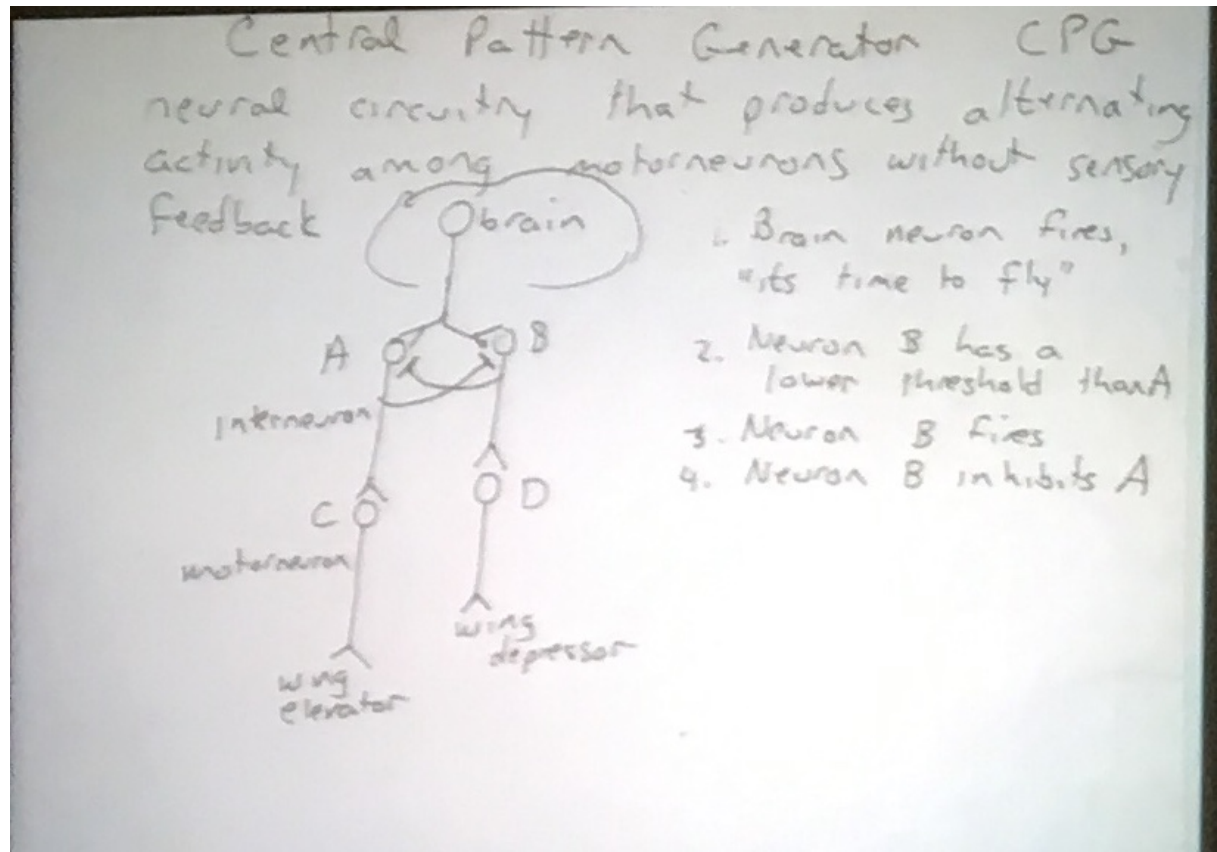 Central Pattern Generator CPG
neural circuitry that produces alternating
activity among motorneurons without sensory
feedback
brain
A
B
interneuron
C
D
motorneuron
wing
elevator
wing
depressor
1. Brain neuron fires,
"its time to fly"
2. Neuron B has a
lower threshold than A
3. Neuron B fires
4. Neuron B inhibits A